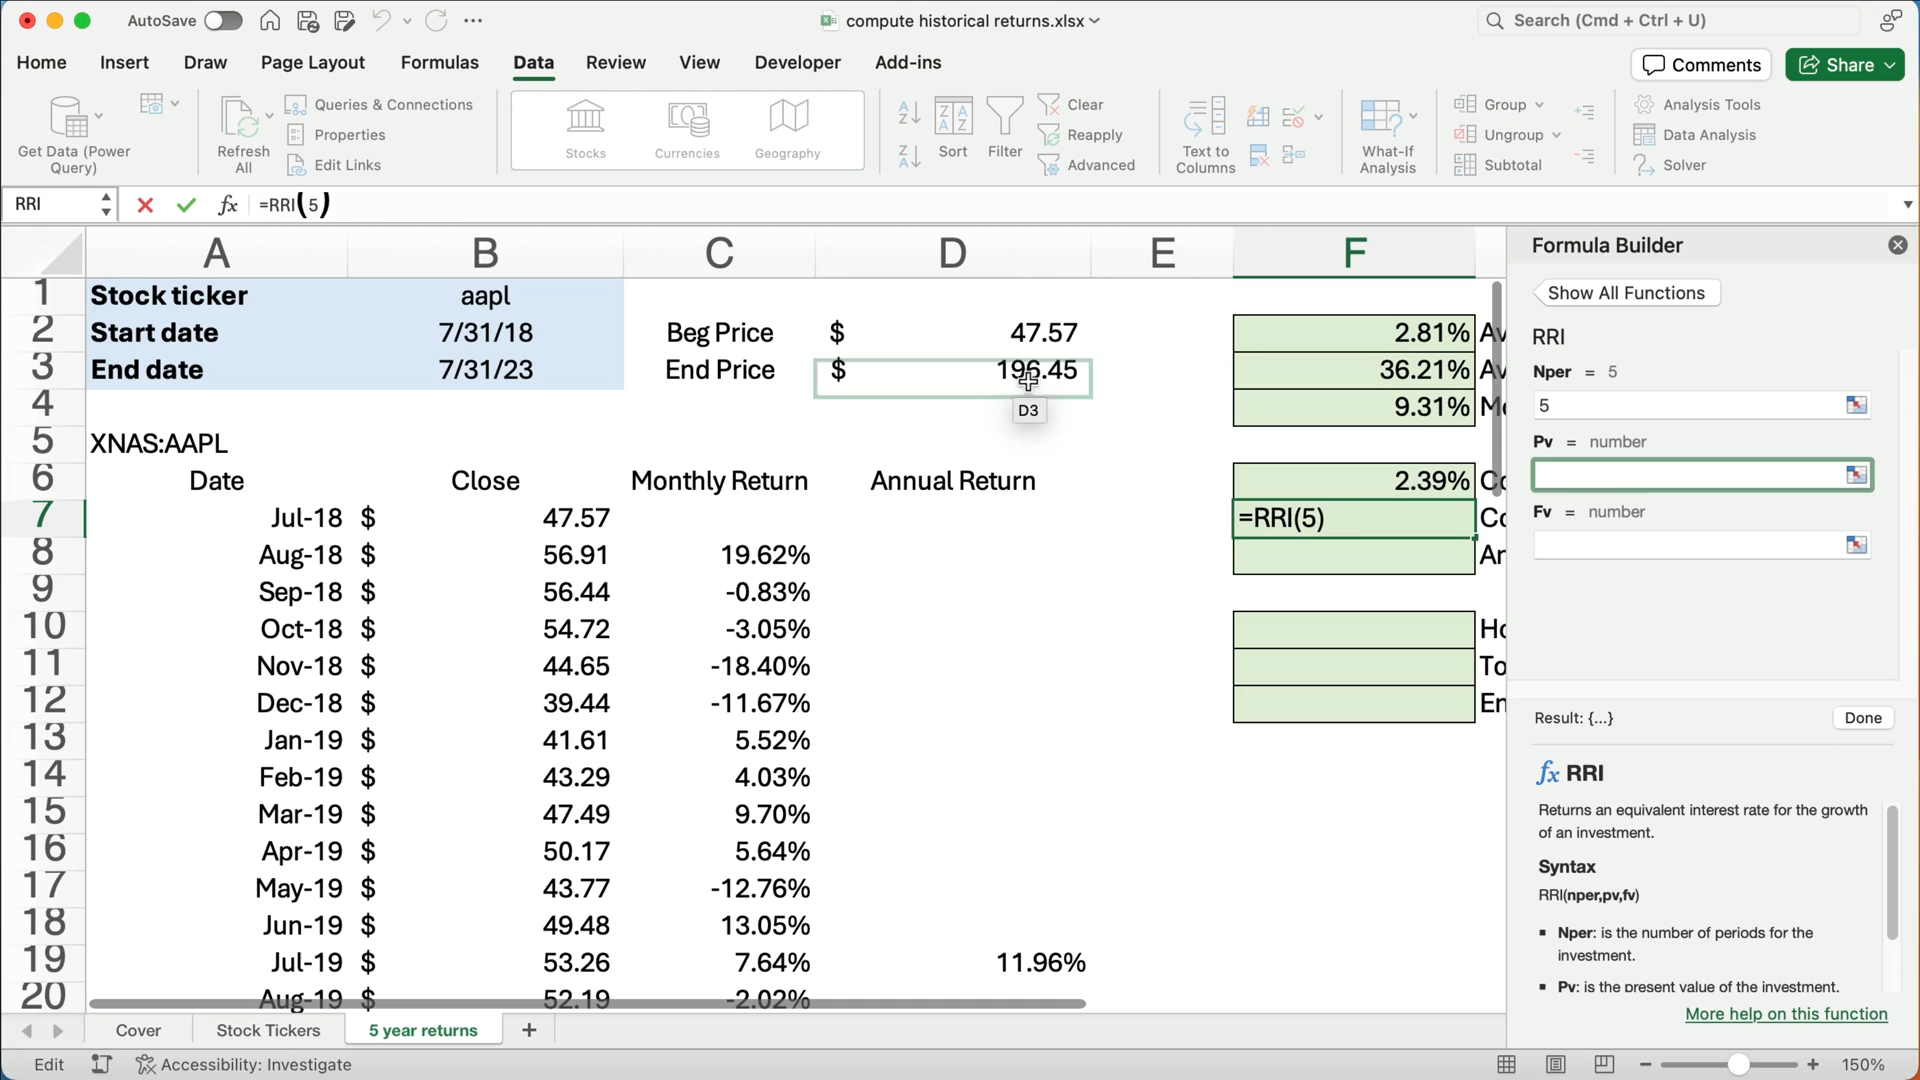 AutoSave
compute historical returns.xlsx
Search (Cmd + Ctrl + U)
Home Insert Draw Page Layout Formulas Data Review View Developer Add-ins
Comments
Share
Get Data (Power Query)
Refresh All
Queries & Connections
Properties
Edit Links
Stocks
Currencies
Geography
Sort
Filter
Clear
Reapply
Advanced
Text to Columns
What-If Analysis
Group
Ungroup
Subtotal
Analysis Tools
Data Analysis
Solver
RRI
fx =RRI(5)
A B C D E F
1 Stock ticker aapl
2 Start date 7/31/18 Beg Price $ 47.57 2.81% Av
3 End date 7/31/23 End Price $ 196.45 36.21% Av
4 9.31% Mo
D3
5 XNAS:AAPL
6 Date Close Monthly Return Annual Return 2.39% Co
7 Jul-18 $ 47.57 =RRI(5) Co
8 Aug-18 $ 56.91 19.62% An
9 Sep-18 $ 56.44 -0.83%
10 Oct-18 $ 54.72 -3.05% Ho
11 Nov-18 $ 44.65 -18.40% To
12 Dec-18 $ 39.44 -11.67% En
13 Jan-19 $ 41.61 5.52%
14 Feb-19 $ 43.29 4.03%
15 Mar-19 $ 47.49 9.70%
16 Apr-19 $ 50.17 5.64%
17 May-19 $ 43.77 -12.76%
18 Jun-19 $ 49.48 13.05%
19 Jul-19 $ 53.26 7.64% 11.96%
20 Aug-19 $ 52.19 -2.02%
Formula Builder
Show All Functions
RRI
Nper = 5
5
Pv = number
Fv = number
Result: {...}
Done
fx RRI
Returns an equivalent interest rate for the growth
of an investment.
Syntax
RRI(nper,pv,fv)
Nper: is the number of periods for the
investment.
Pv: is the present value of the investment.
More help on this function
Cover Stock Tickers 5 year returns
Edit
Accessibility: Investigate
150%